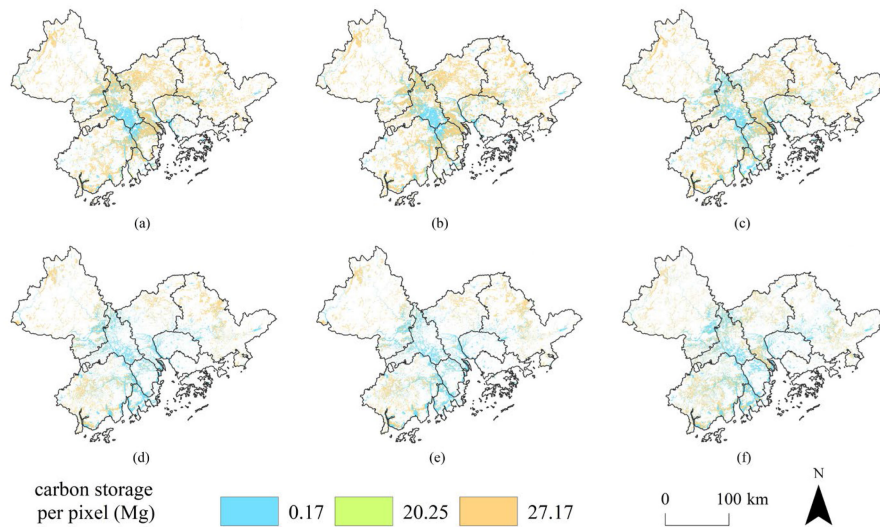 (a)
(b)
(c)
(d)
(e)
(f)
carbon storage
per pixel (Mg)
0.17
20.25
27.17
0
100 km
N